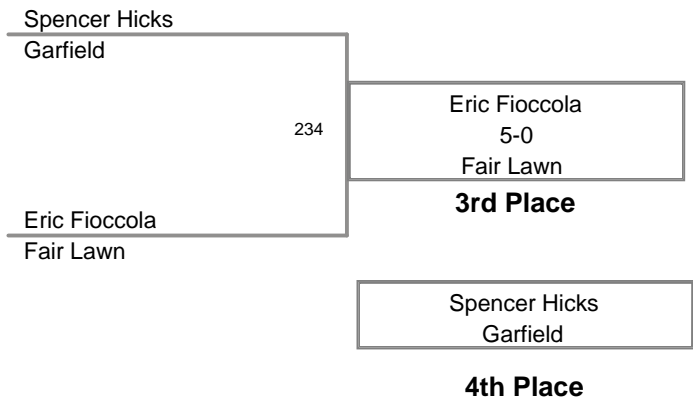 Spencer Hicks
Garfield
Eric Fioccola
5-0
Fair Lawn
234
3rd Place
Eric Fioccola
Fair Lawn
Spencer Hicks
Garfield
4th Place